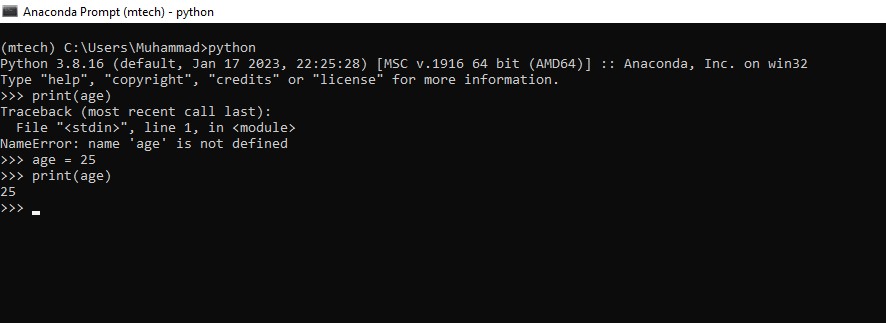 Anaconda Prompt (mtech) - python
(mtech) C:\Users\Muhammad>python
Python 3.8.16 (default, Jan 17 2023, 22:25:28) [MSC v.1916 64 bit (AMD64)] :: Anaconda, Inc. on win32
Type "help", "copyright", "credits" or "license" for more information.
>>> print(age)
Traceback (most recent call last):
  File "<stdin>", line 1, in <module>
NameError: name 'age' is not defined
>>> age = 25
>>> print(age)
25
>>>